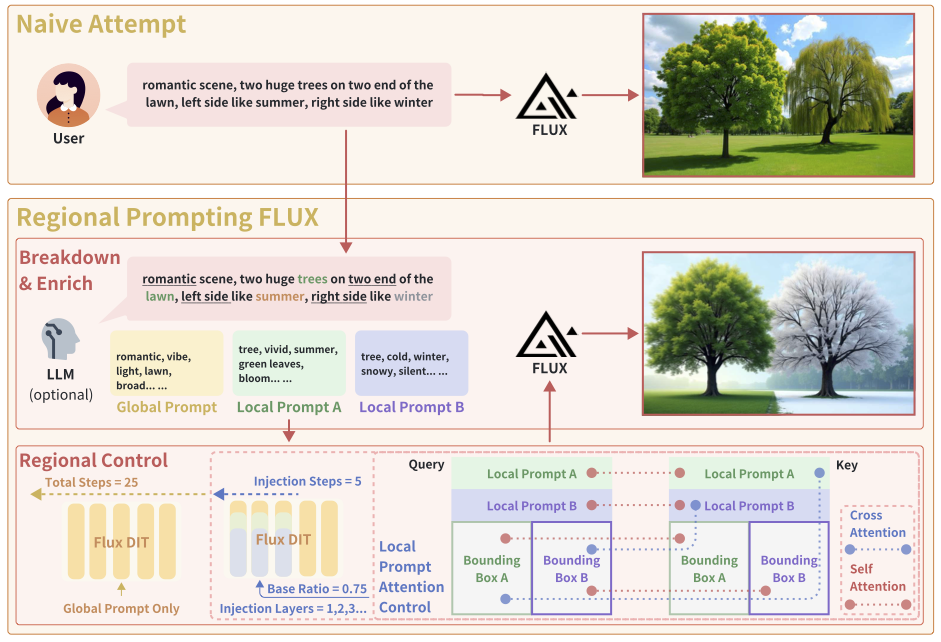 Naive Attempt
romantic scene, two huge trees on two end of the
lawn, left side like summer, right side like winter
User
FLUX
Regional Prompting FLUX
Breakdown
& Enrich
romantic scene, two huge trees on two end of the
lawn, left side like summer, right side like winter
LLM
(optional)
romantic, vibe,
light, lawn,
broad... ...
Global Prompt
tree, vivid, summer,
green leaves,
bloom... ...
Local Prompt A
tree, cold, winter,
snowy, silent... ...
Local Prompt B
FLUX
Regional Control
Total Steps = 25
Flux DIT
Global Prompt Only
Injection Steps = 5
Flux DIT
Base Ratio = 0.75
Injection Layers = 1,2,3...
Local
Prompt
Attention
Control
Query
Local Prompt A
Local Prompt B
Bounding
Box A
Bounding
Box B
Key
Local Prompt A
Local Prompt B
Bounding
Box A
Bounding
Box B
Cross
Attention
Self
Attention